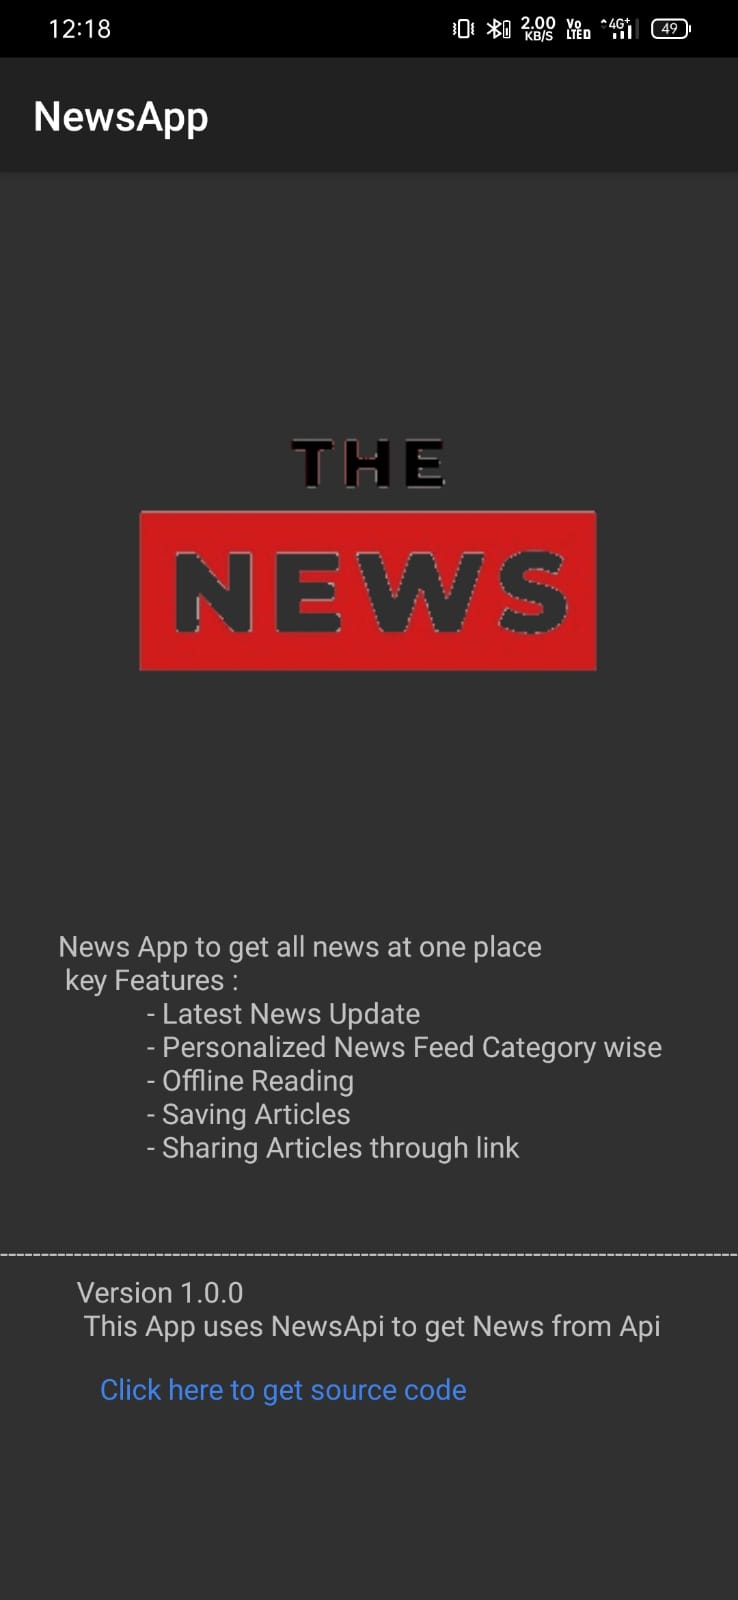 12:18
2.00 KB/S
Vo LTED
4G+
49
NewsApp
THE
NEWS
News App to get all news at one place
key Features :
- Latest News Update
- Personalized News Feed Category wise
- Offline Reading
- Saving Articles
- Sharing Articles through link
Version 1.0.0
This App uses NewsApi to get News from Api
Click here to get source code